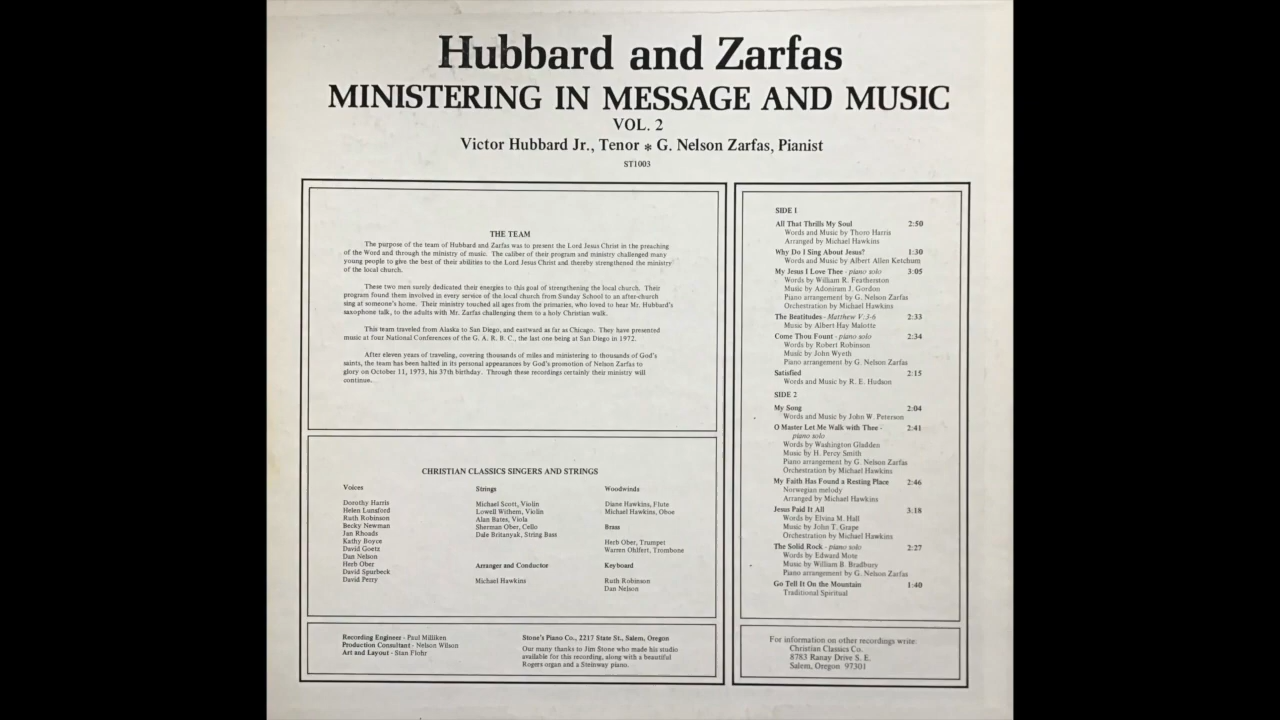 Hubbard and Zarfas
MINISTERING IN MESSAGE AND MUSIC
VOL. 2
Victor Hubbard Jr., Tenor * G. Nelson Zarfas, Pianist
ST1003
THE TEAM
The purpose of the team of Hubbard and Zarfas was to present the Lord Jesus Christ in the preaching
of the Word and through the ministry of music. The caliber of their program and ministry challenged many
young people to give the best of their abilities to the Lord Jesus Christ and thereby strengthened the ministry
of the local church.
These two men surely dedicated their energies to this goal of strengthening the local church. Their
program found them involved in every service of the local church from Sunday School to an after-church
sing at someone's home. Their ministry touched all ages from the primaries, who loved to hear Mr. Hubbard's
saxophone talk, to the adults with Mr. Zarfas challenging them to a holy Christian walk.
This team traveled from Alaska to San Diego, and eastward as far as Chicago. They have presented
music at four National Conferences of the G. A. R. B. C., the last one being at San Diego in 1972.
After eleven years of traveling, covering thousands of miles and ministering to thousands of God's
saints, the team has been halted in its personal appearances by God's promotion of Nelson Zarfas to
glory on October 11, 1973, his 37th birthday. Through these recordings certainly their ministry will
continue...
CHRISTIAN CLASSICS SINGERS AND STRINGS
Voices
Dorothy Harris
Helen Lunsford
Ruth Robinson
Becky Newman
Jan Rhoads
Kathy Boyce
David Goetz
Dan Nelson
Herb Ober
David Sparbeck
David Perry
Strings
Michael Scott, Violin
Lowell Withem, Violin
Alan Bates, Viola
Sherman Ober, Cello
Dale Britanyak, String Bass
Arranger and Conductor
Michael Hawkins
Woodwinds
Diane Hawkins, Flute
Michael Hawkins, Oboe
Brass
Herb Ober, Trumpet
Warren Ohlfert, Trombone
Keyboard
Ruth Robinson
Dan Nelson
Recording Engineer - Paul Milliken
Production Consultant - Nelson Wilson
Art and Layout - Stan Flohr
Stone's Piano Co., 2217 State St., Salem, Oregon
Our many thanks to Jim Stone who made his studio
available for this recording, along with a beautiful
Rogers organ and a Steinway piano.
SIDE 1
All That Thrills My Soul 2:50
Words and Music by Thoro Harris
Arranged by Michael Hawkins
Why Do I Sing About Jesus? 1:30
Words and Music by Albert Allen Ketchum
My Jesus I Love Thee - piano solo 3:05
Words by William R. Featherston
Music by Adoniram J. Gordon
Piano arrangement by G. Nelson Zarfas
Orchestration by Michael Hawkins
The Beatitudes - Matthew V:3-6 2:33
Music by Albert Hay Malotte
Come Thou Fount - piano solo 2:34
Words by Robert Robinson
Music by John Wyeth
Piano arrangement by G. Nelson Zarfas
Satisfied 2:15
Words and Music by R. E. Hudson
SIDE 2
My Song 2:04
Words and Music by John W. Peterson
O Master Let Me Walk with Thee - 2:41
piano solo
Words by Washington Gladden
Music by H. Percy Smith
Piano arrangement by G. Nelson Zarfas
Orchestration by Michael Hawkins
My Faith Has Found a Resting Place 2:46
Norwegian melody
Arranged by Michael Hawkins
Jesus Paid It All 3:18
Words by Elvina M. Hall
Music by John T. Grape
Orchestration by Michael Hawkins
The Solid Rock - piano solo 2:27
Words by Edward Mote
Music by William B. Bradbury
Piano arrangement by G. Nelson Zarfas
Go Tell It On the Mountain 1:40
Traditional Spiritual
For information on other recordings write:
Christian Classics Co.
8783 Ranay Drive S. E.
Salem, Oregon 97301